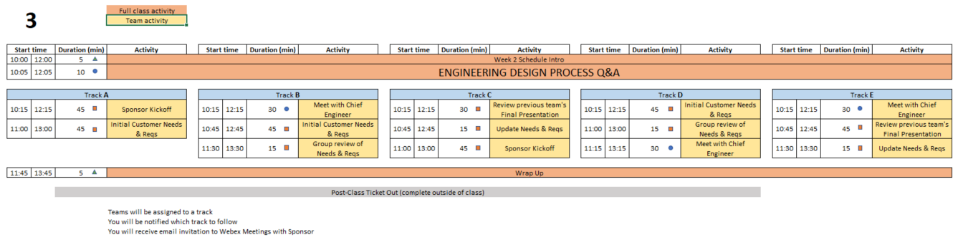 3
Full class activity
Team activity
Start time Duration (min) Activity Start time Duration (min) Activity Start time Duration (min) Activity Start time Duration (min) Activity Start time Duration (min) Activity
10:00 12:00 5 Week 2 Schedule Intro
10:05 12:05 10 ENGINEERING DESIGN PROCESS Q&A
Track A
10:15 12:15 45 Sponsor Kickoff
11:00 13:00 45 Initial Customer Needs
& Reqs
Track B
10:15 12:15 30 Meet with Chief
Engineer
10:45 12:45 45 Initial Customer Needs
& Reqs
11:30 13:30 15 Group review of
Needs & Reqs
Track C
10:15 12:15 30 Review previous team's
Final Presentation
10:45 12:45 15 Update Needs & Reqs
11:00 13:00 45 Sponsor Kickoff
Track D
10:15 12:15 45 Initial Customer Needs
& Reqs
11:00 13:00 15 Group review of
Needs & Reqs
11:15 13:15 30 Meet with Chief
Engineer
Track E
10:15 12:15 30 Meet with Chief
Engineer
10:45 12:45 45 Review previous team's
Final Presentation
11:30 13:30 15 Update Needs & Reqs
11:45 13:45 5 Wrap Up
Post-Class Ticket Out (complete outside of class)
Teams will be assigned to a track
You will be notified which track to follow
You will receive email invitation to Webex Meetings with Sponsor